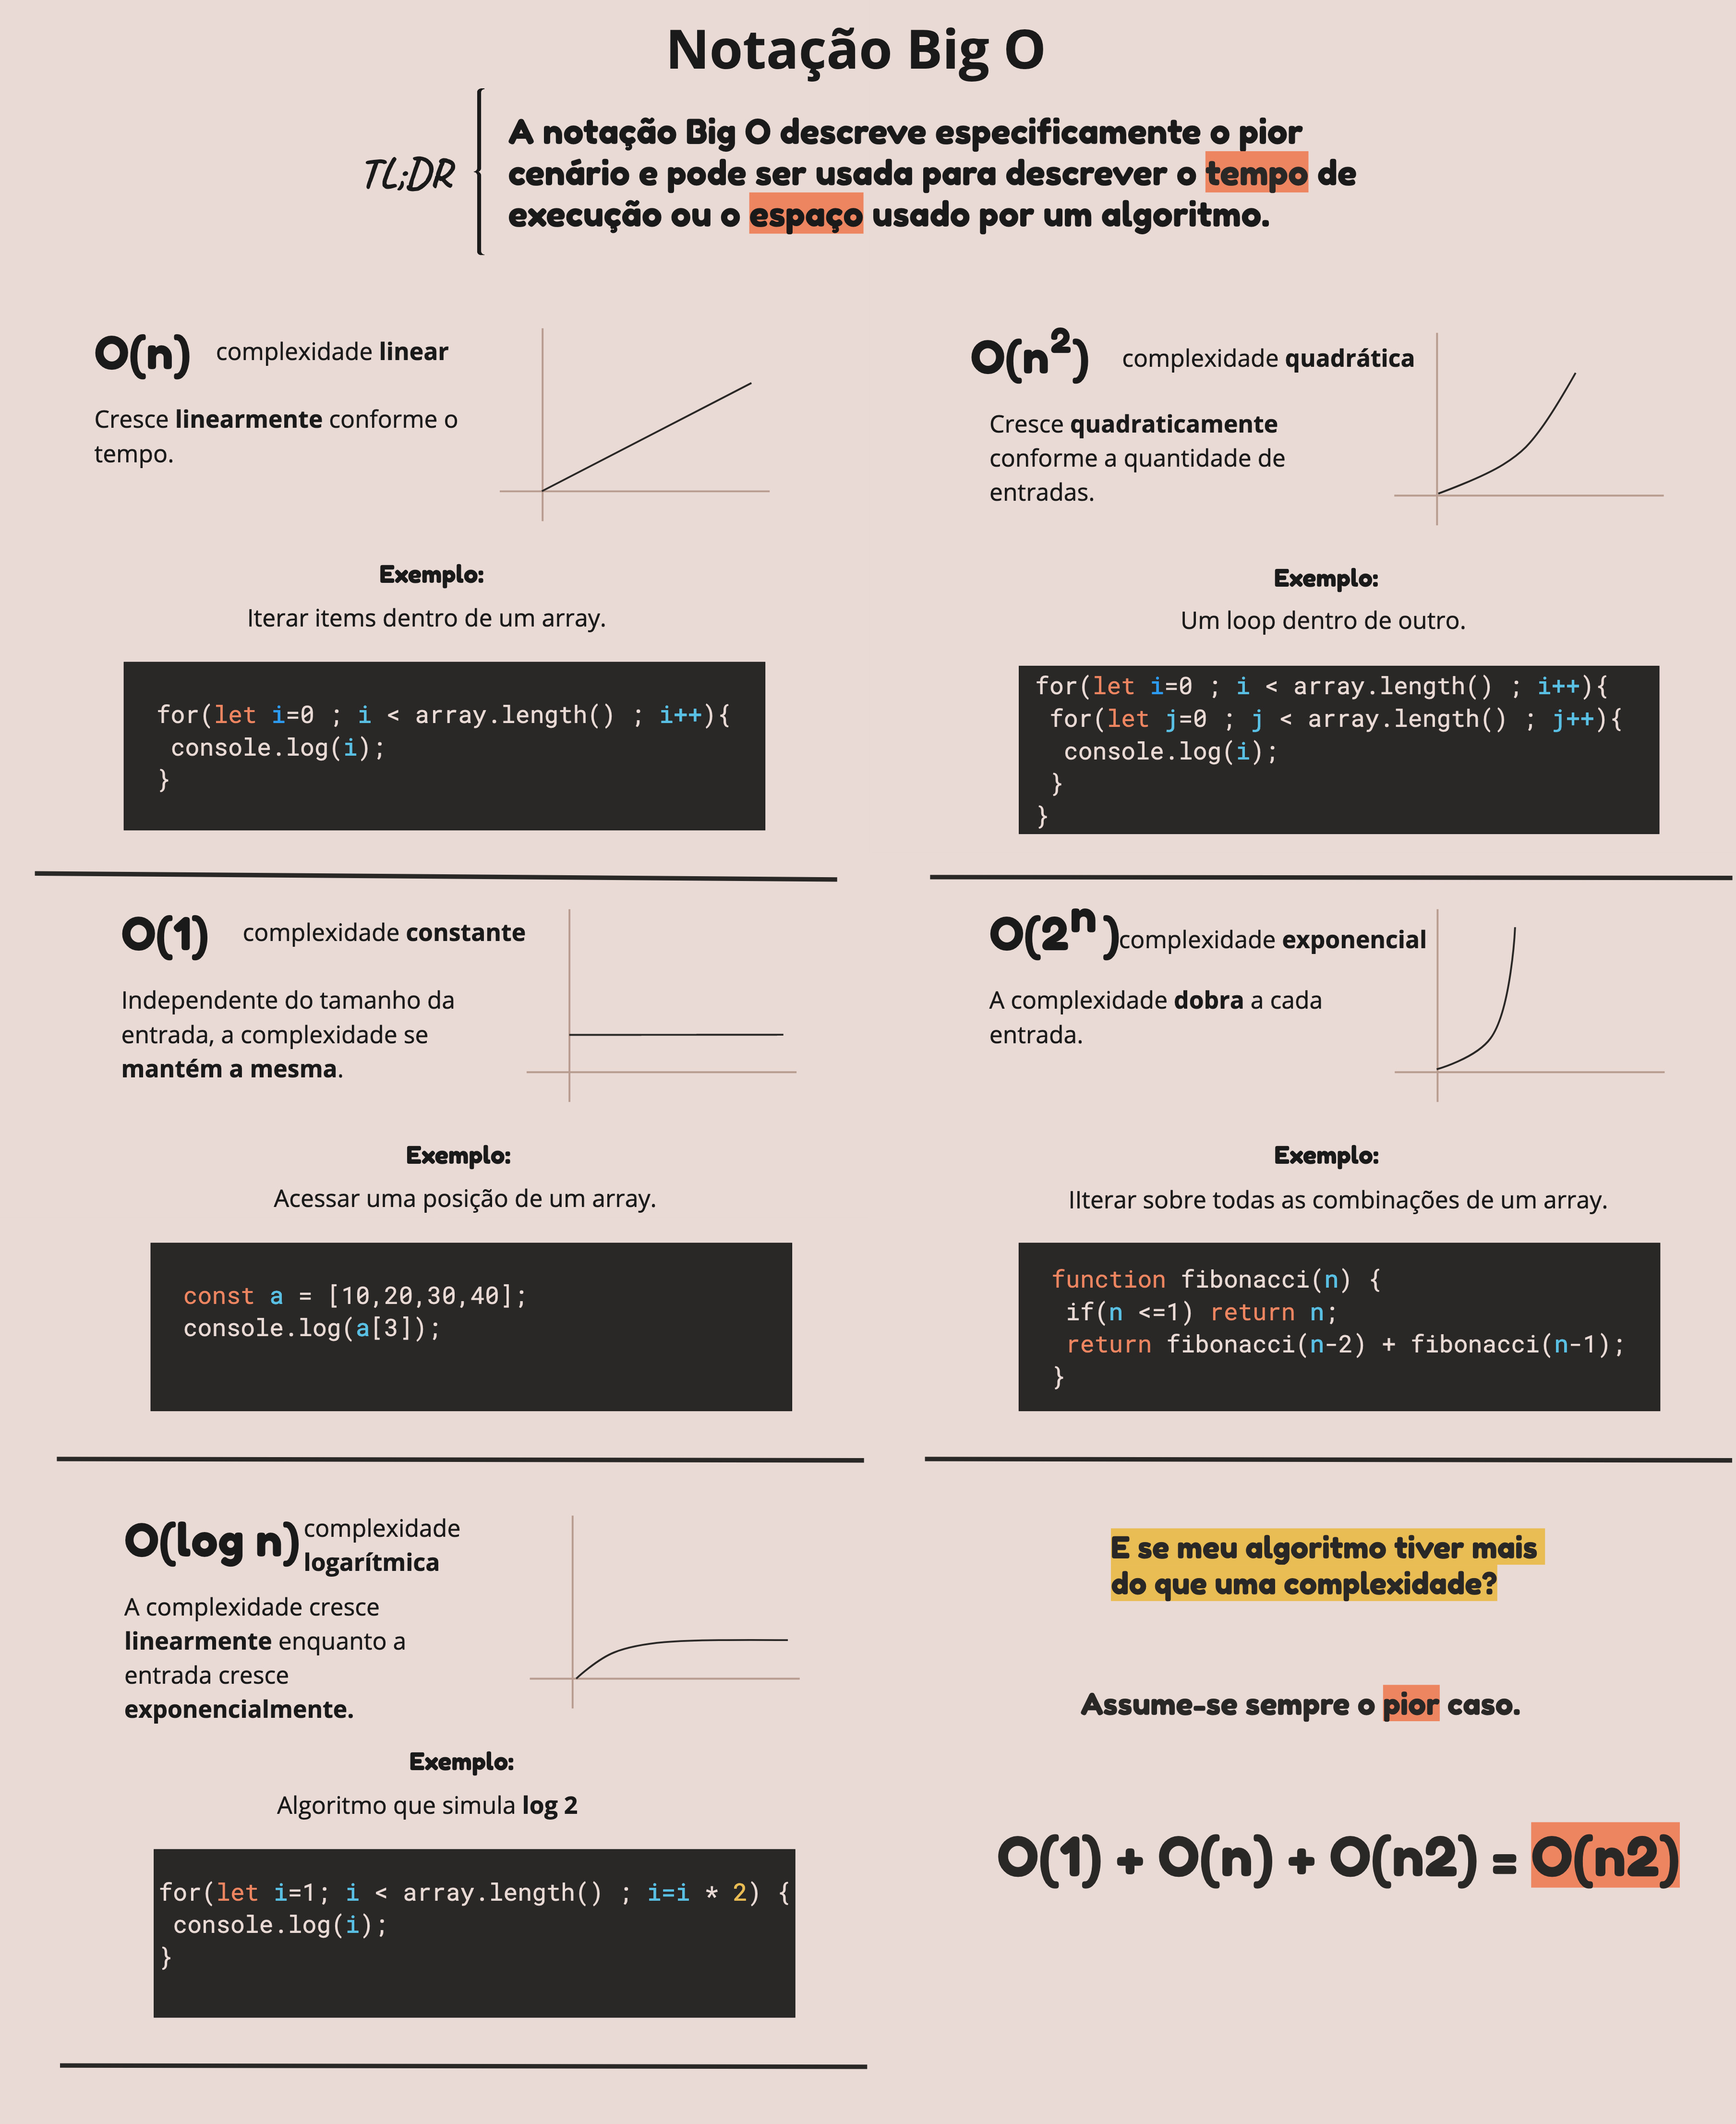 Notação Big O
TL;DR
A notação Big O descreve especificamente o pior
cenário e pode ser usada para descrever o tempo de
execução ou o espaço usado por um algoritmo.
O(n) complexidade linear
Cresce linearmente conforme o
tempo.
Exemplo:
Iterar items dentro de um array.
for(let i=0 ; i < array.length() ; i++){
console.log(i);
}
O(n²) complexidade quadrática
Cresce quadraticamente
conforme a quantidade de
entradas.
Exemplo:
Um loop dentro de outro.
for(let i=0 ; i < array.length() ; i++){
for(let j=0 ; j < array.length() ; j++){
console.log(i);
}
}
O(1) complexidade constante
Independente do tamanho da
entrada, a complexidade se
mantém a mesma.
Exemplo:
Acessar uma posição de um array.
const a = [10,20,30,40];
console.log(a[3]);
O(2ⁿ) complexidade exponencial
A complexidade dobra a cada
entrada.
Exemplo:
IIterar sobre todas as combinações de um array.
function fibonacci(n) {
if(n <=1) return n;
return fibonacci(n-2) + fibonacci(n-1);
}
O(log n) complexidade
logarítmica
A complexidade cresce
linearmente enquanto a
entrada cresce
exponencialmente.
Exemplo:
Algoritmo que simula log 2
for(let i=1; i < array.length() ; i=i * 2) {
console.log(i);
}
E se meu algoritmo tiver mais
do que uma complexidade?
Assume-se sempre o pior caso.
O(1) + O(n) + O(n2) = O(n2)